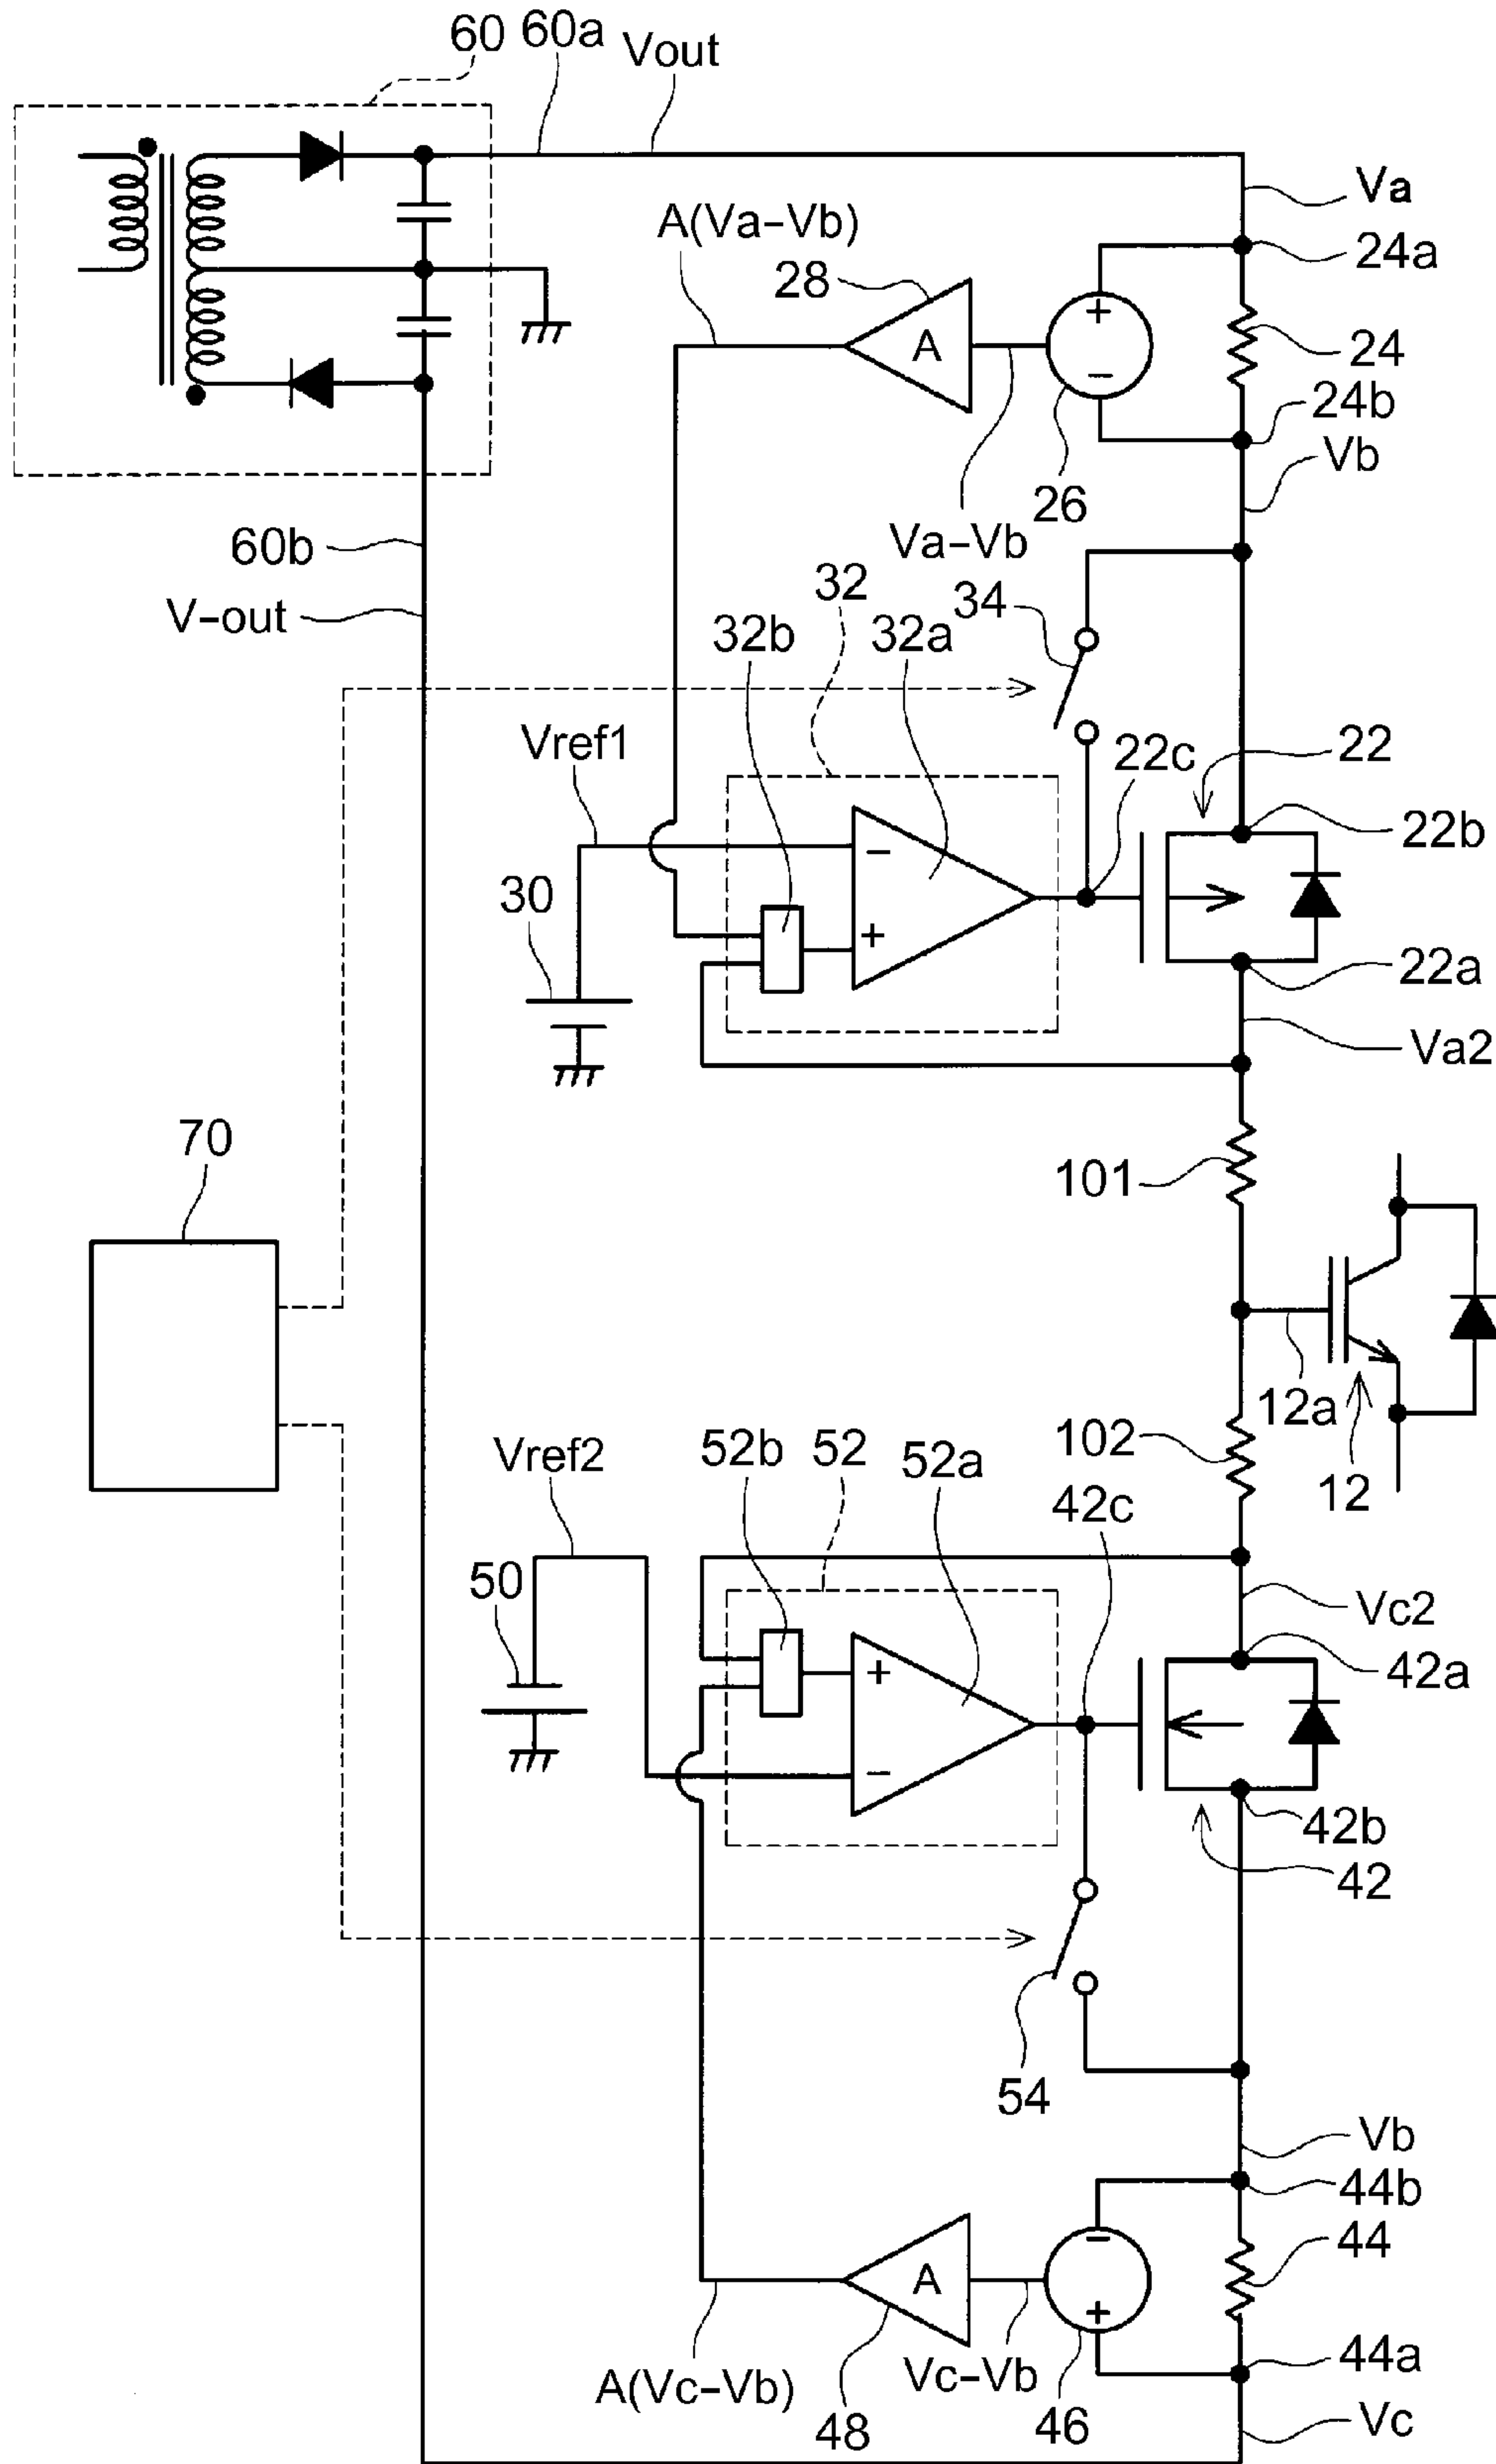 60 60a Vout
Va
A(Va-Vb)
24a
28
+
A
24
−
24b
Vb
26
60b
Va-Vb
V-out
32
34
32b
32a
Vref1
22c
22
−
22b
30
+
22a
Va2
70
101
12a
12
102
Vref2
52b
52
52a
42c
50
Vc2
+
42a
−
42b
42
54
Vb
44b
−
44
A
+
44a
A(Vc-Vb)
Vc-Vb
48
46
Vc